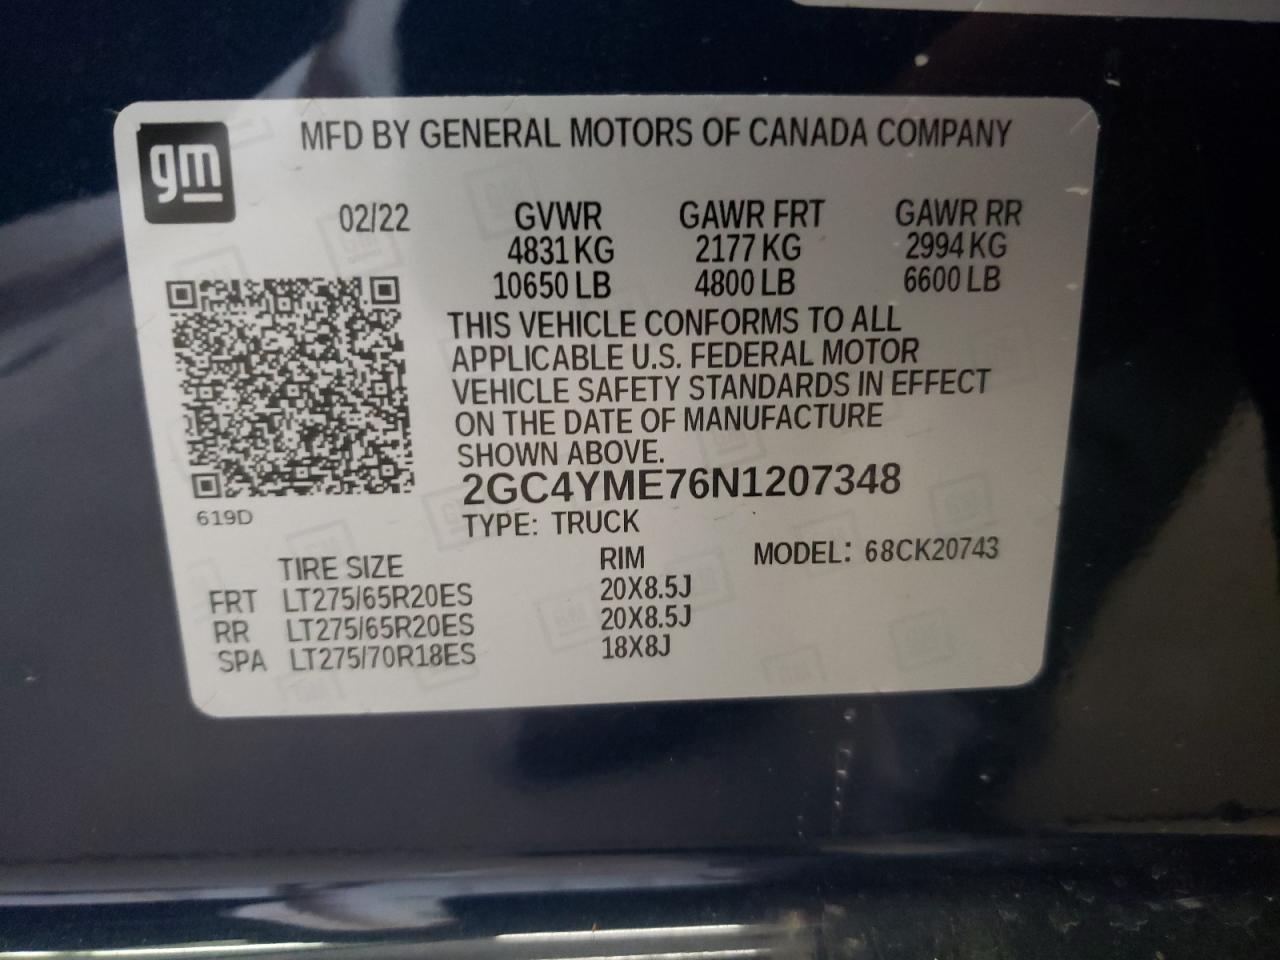 gm
MFD BY GENERAL MOTORS OF CANADA COMPANY
02/22 GVWR GAWR FRT GAWR RR
4831 KG 2177 KG 2994 KG
10650 LB 4800 LB 6600 LB
THIS VEHICLE CONFORMS TO ALL
APPLICABLE U.S. FEDERAL MOTOR
VEHICLE SAFETY STANDARDS IN EFFECT
ON THE DATE OF MANUFACTURE
SHOWN ABOVE.
2GC4YME76N1207348
619D
TYPE: TRUCK
TIRE SIZE RIM MODEL: 68CK20743
FRT LT275/65R20ES 20X8.5J
RR LT275/65R20ES 20X8.5J
SPA LT275/70R18ES 18X8J